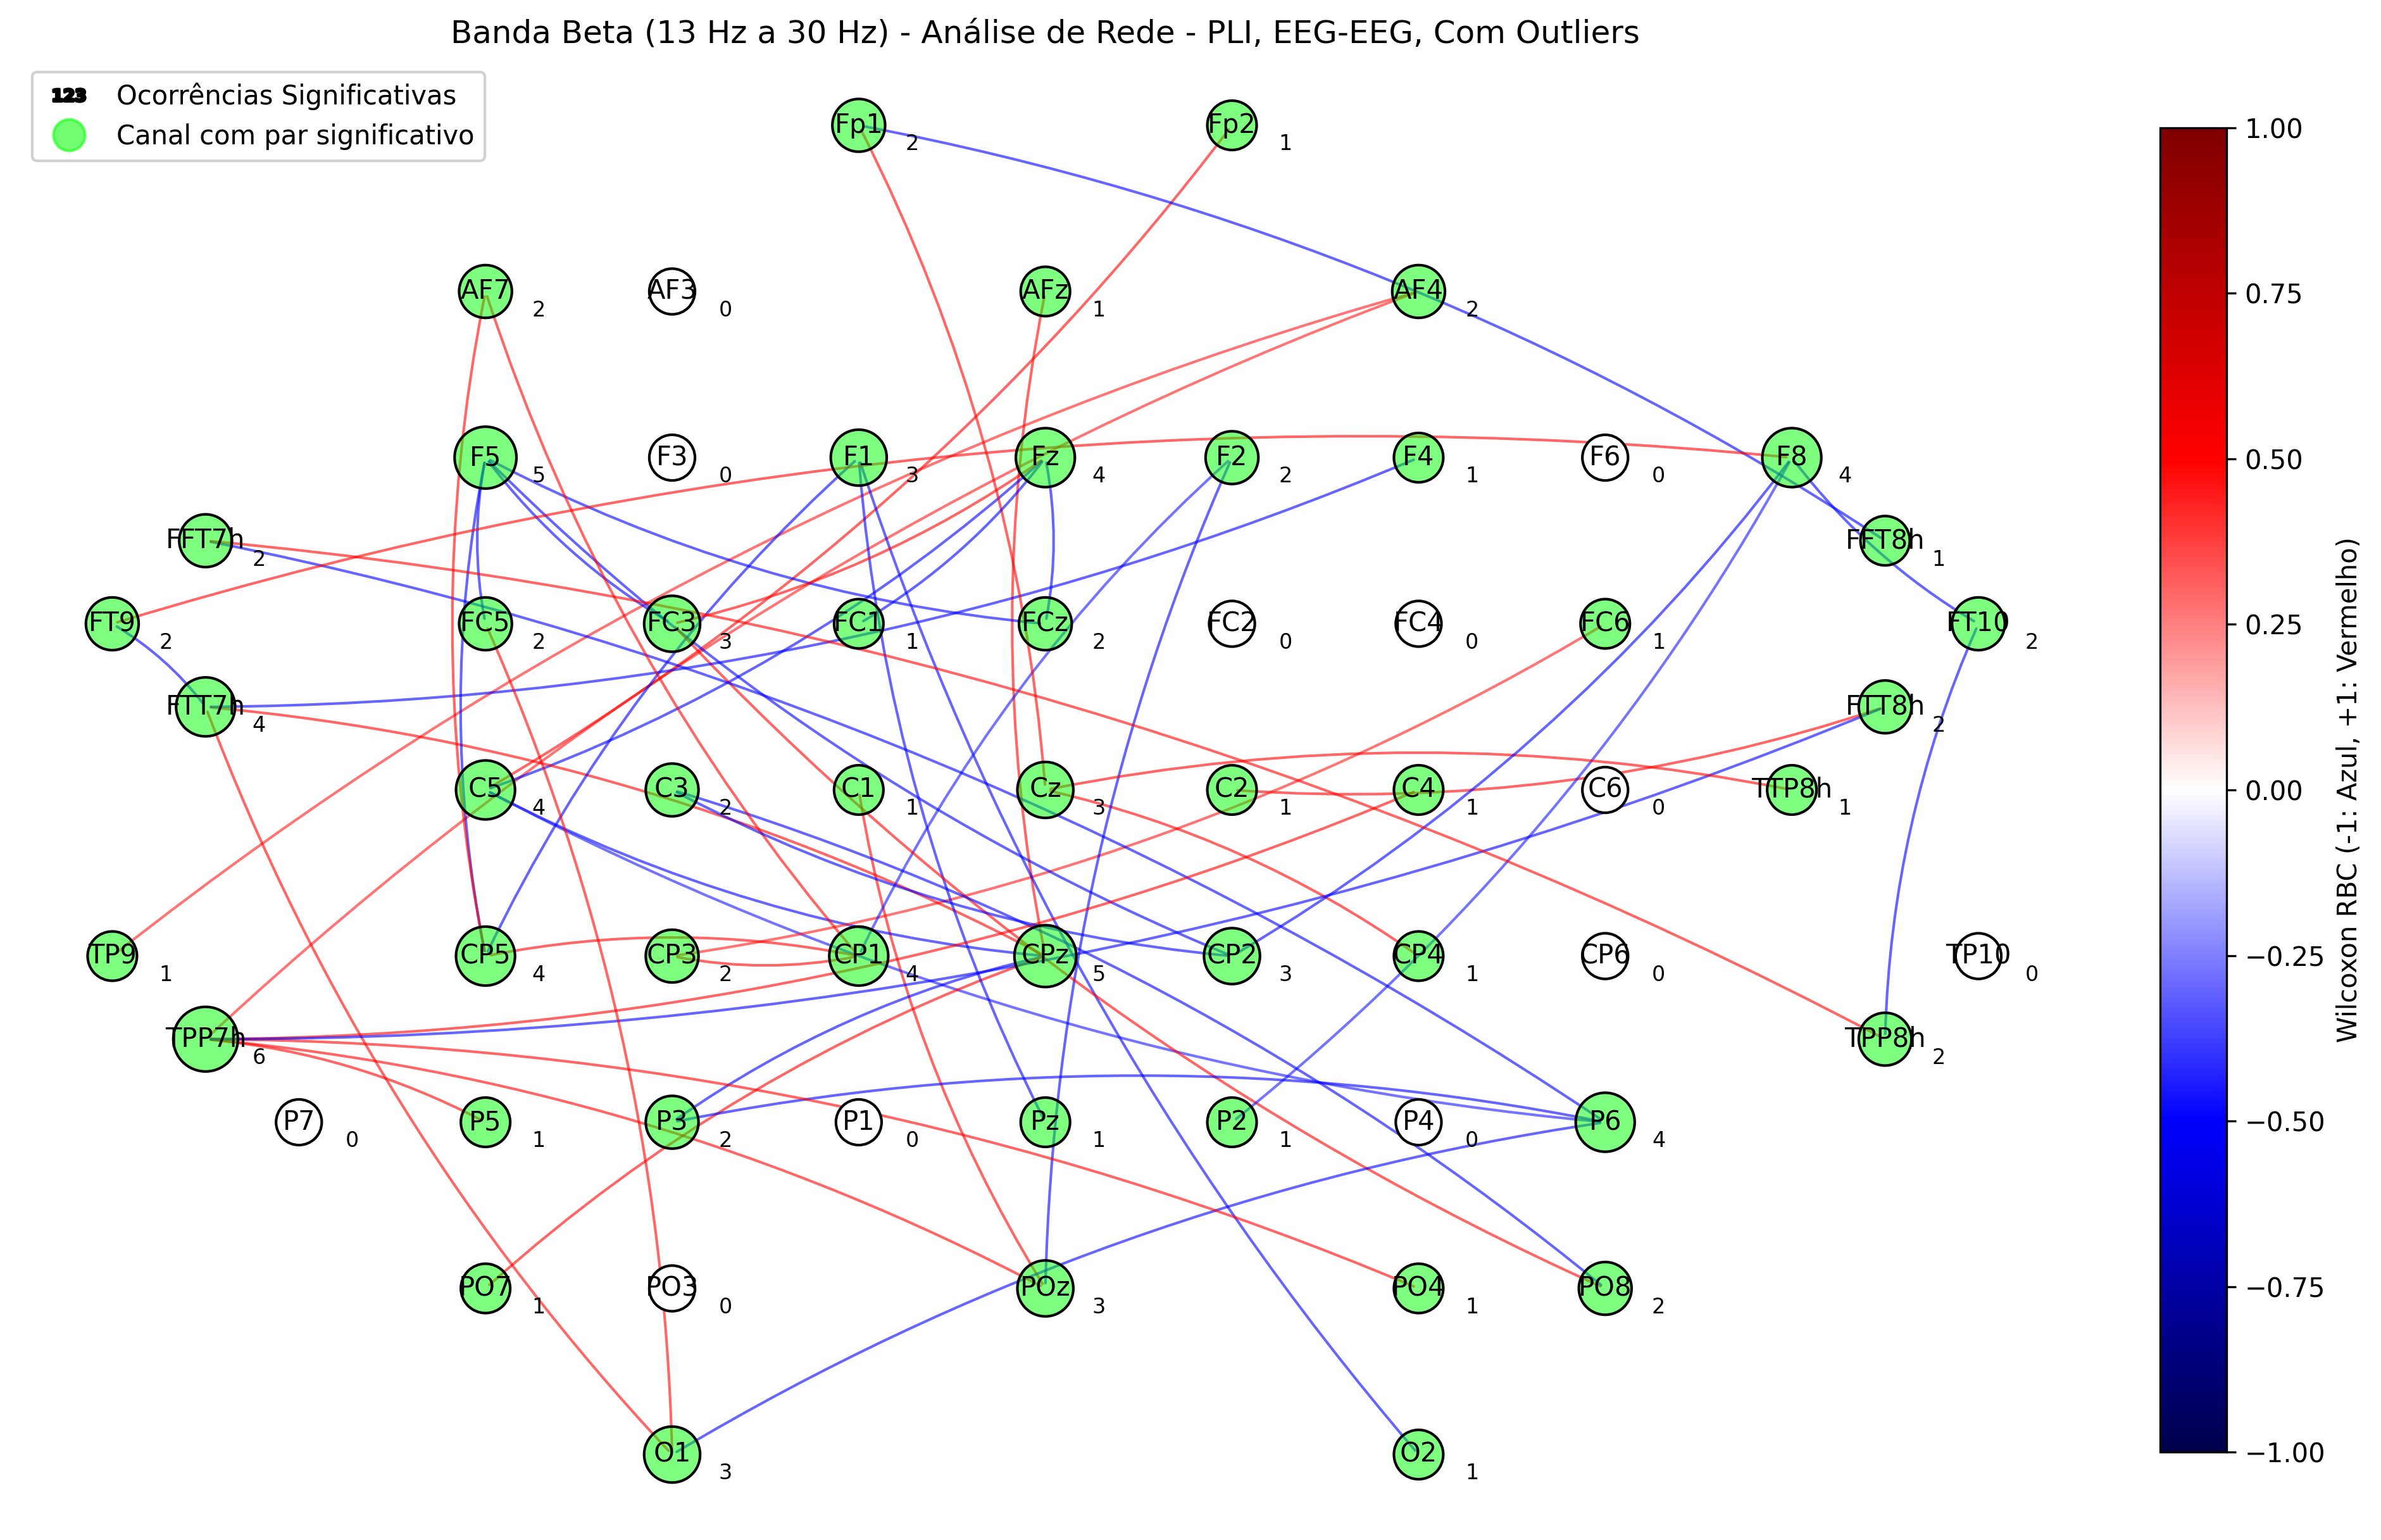 Banda Beta (13 Hz a 30 Hz) - Análise de Rede - PLI, EEG-EEG, Com Outliers
123 Ocorrências Significativas
Canal com par significativo
Fp1 2 Fp2 1
AF7 2 AF3 0 AFz 1 AF4 2
F5 5 F3 0 F1 3 Fz 4 F2 2 F4 1 F6 0 F8 4
FFT7h 2 FFT8h 1
FT9 2 FC5 2 FC3 3 FC1 1 FCz 2 FC2 0 FC4 0 FC6 1 FT10 2
FTT7h 4 FTT8h 2
C5 4 C3 2 C1 1 Cz 3 C2 1 C4 1 C6 0 TTP8h 1
TP9 1 CP5 4 CP3 2 CP1 4 CPz 5 CP2 3 CP4 1 CP6 0 TP10 0
TPP7h 6 TPP8h 2
P7 0 P5 1 P3 2 P1 0 Pz 1 P2 1 P4 0 P6 4
PO7 1 PO3 0 POz 3 PO4 1 PO8 2
O1 3 O2 1
1.00
0.75
0.50
0.25
0.00
−0.25
−0.50
−0.75
−1.00
Wilcoxon RBC (-1: Azul, +1: Vermelho)